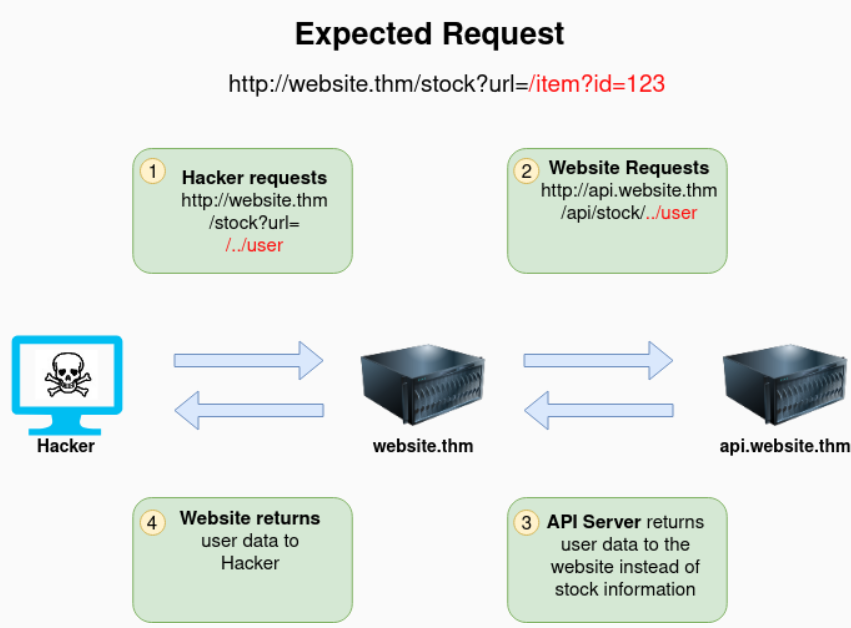 Expected Request
http://website.thm/stock?url=/item?id=123
1
Hacker requests
http://website.thm
/stock?url=
/../user
2
Website Requests
http://api.website.thm
/api/stock/../user
Hacker
website.thm
api.website.thm
4
Website returns
user data to
Hacker
3
API Server returns
user data to the
website instead of
stock information